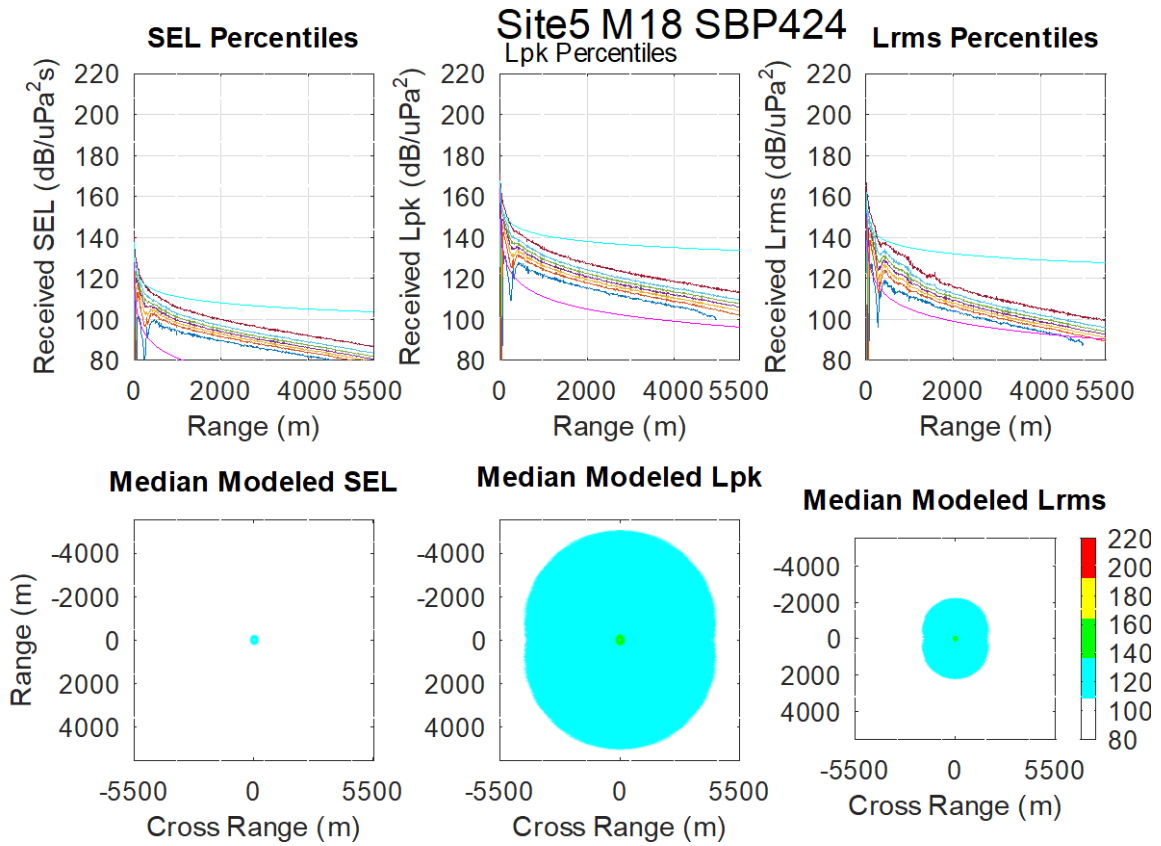 Site5 M18 SBP424
SEL Percentiles
Lpk Percentiles
Lrms Percentiles
Received SEL (dB/uPa²s)
220
200
180
160
140
120
100
80
0 2000 4000 5500
Range (m)
Received Lpk (dB/uPa²)
220
200
180
160
140
120
100
80
0 2000 4000 5500
Range (m)
Received Lrms (dB/uPa²)
220
200
180
160
140
120
100
80
0 2000 4000 5500
Range (m)
Median Modeled SEL
Range (m)
-4000
-2000
0
2000
4000
-5500 0 5500
Cross Range (m)
Median Modeled Lpk
-4000
-2000
0
2000
4000
-5500 0 5500
Cross Range (m)
Median Modeled Lrms
-4000
-2000
0
2000
4000
-5500 0 5500
Cross Range (m)
220
200
180
160
140
120
100
80